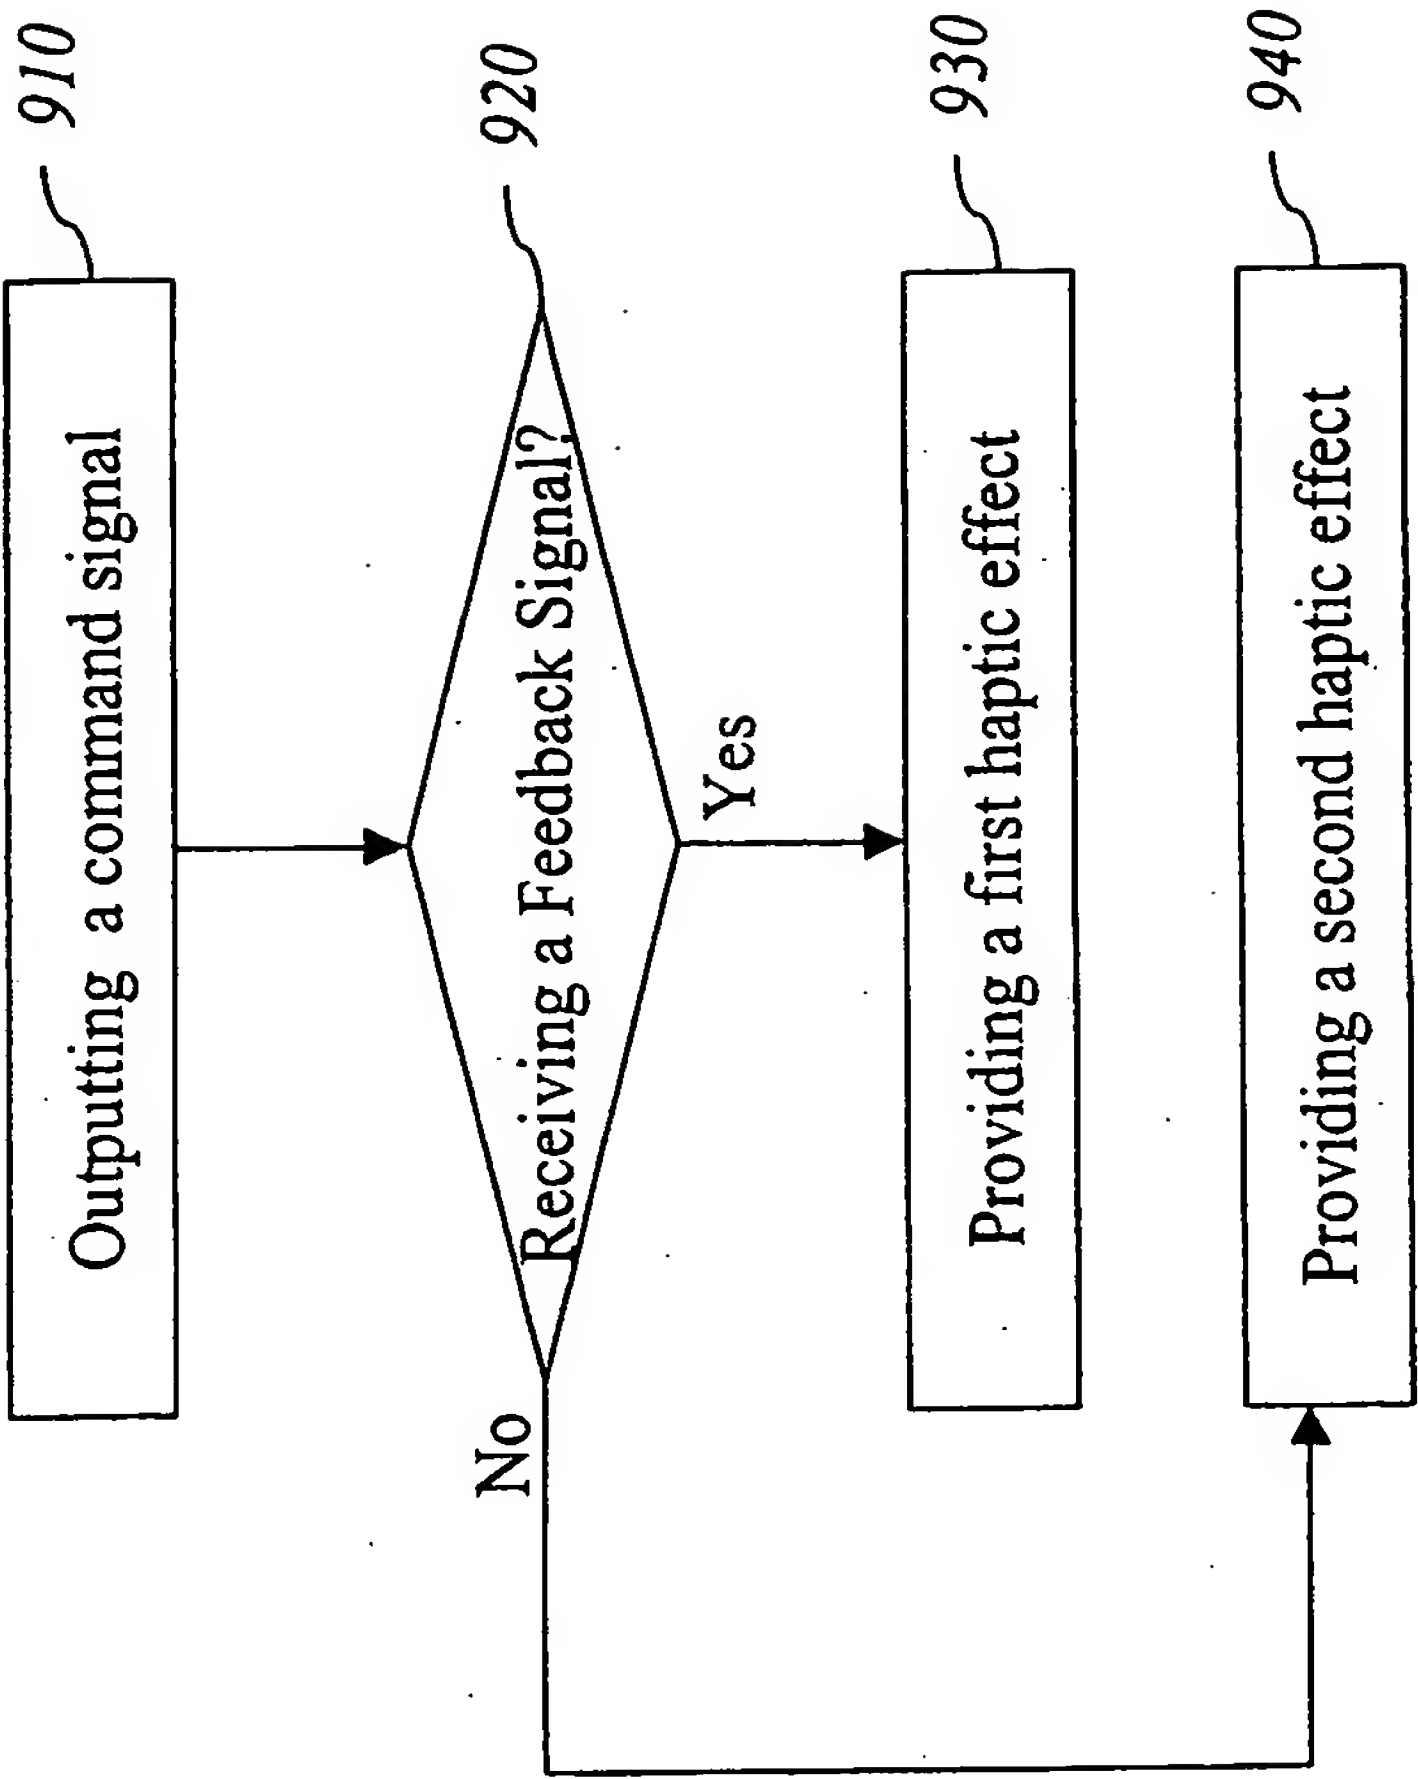 910
Outputting a command signal
920
Receiving a Feedback Signal?
No
Yes
930
Providing a first haptic effect
940
Providing a second haptic effect